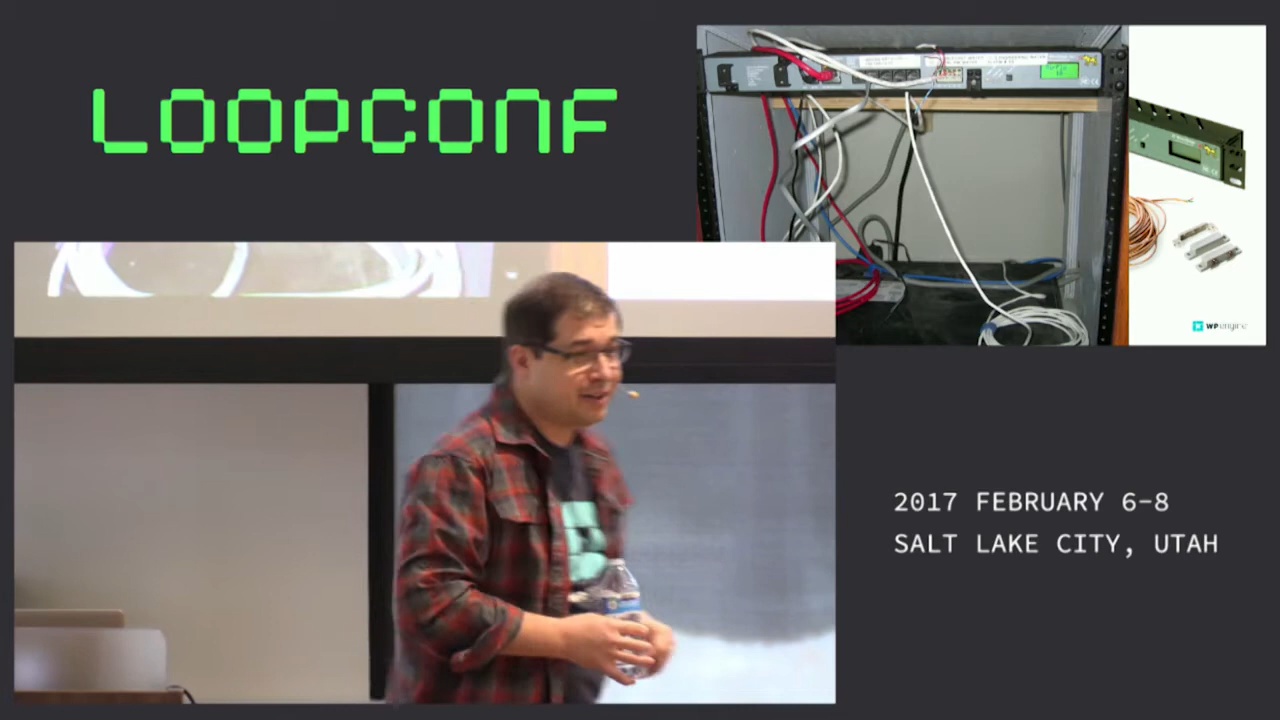 LOOPCONF
WP engine
2017 FEBRUARY 6-8
SALT LAKE CITY, UTAH